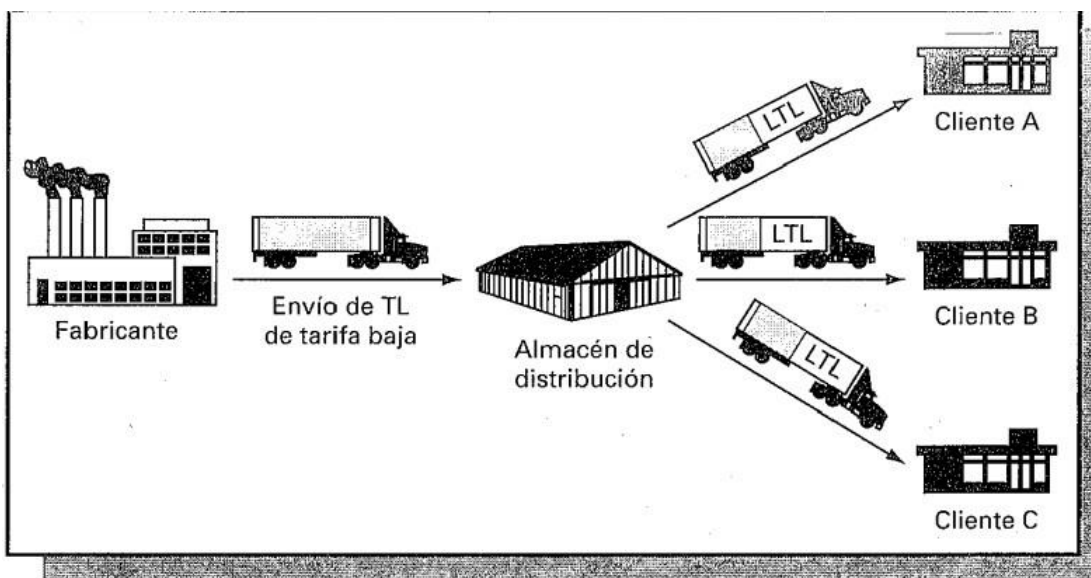 LTL
Cliente A
Fabricante
Envío de TL
de tarifa baja
LTL
Almacén de
distribución
Cliente B
LTL
Cliente C